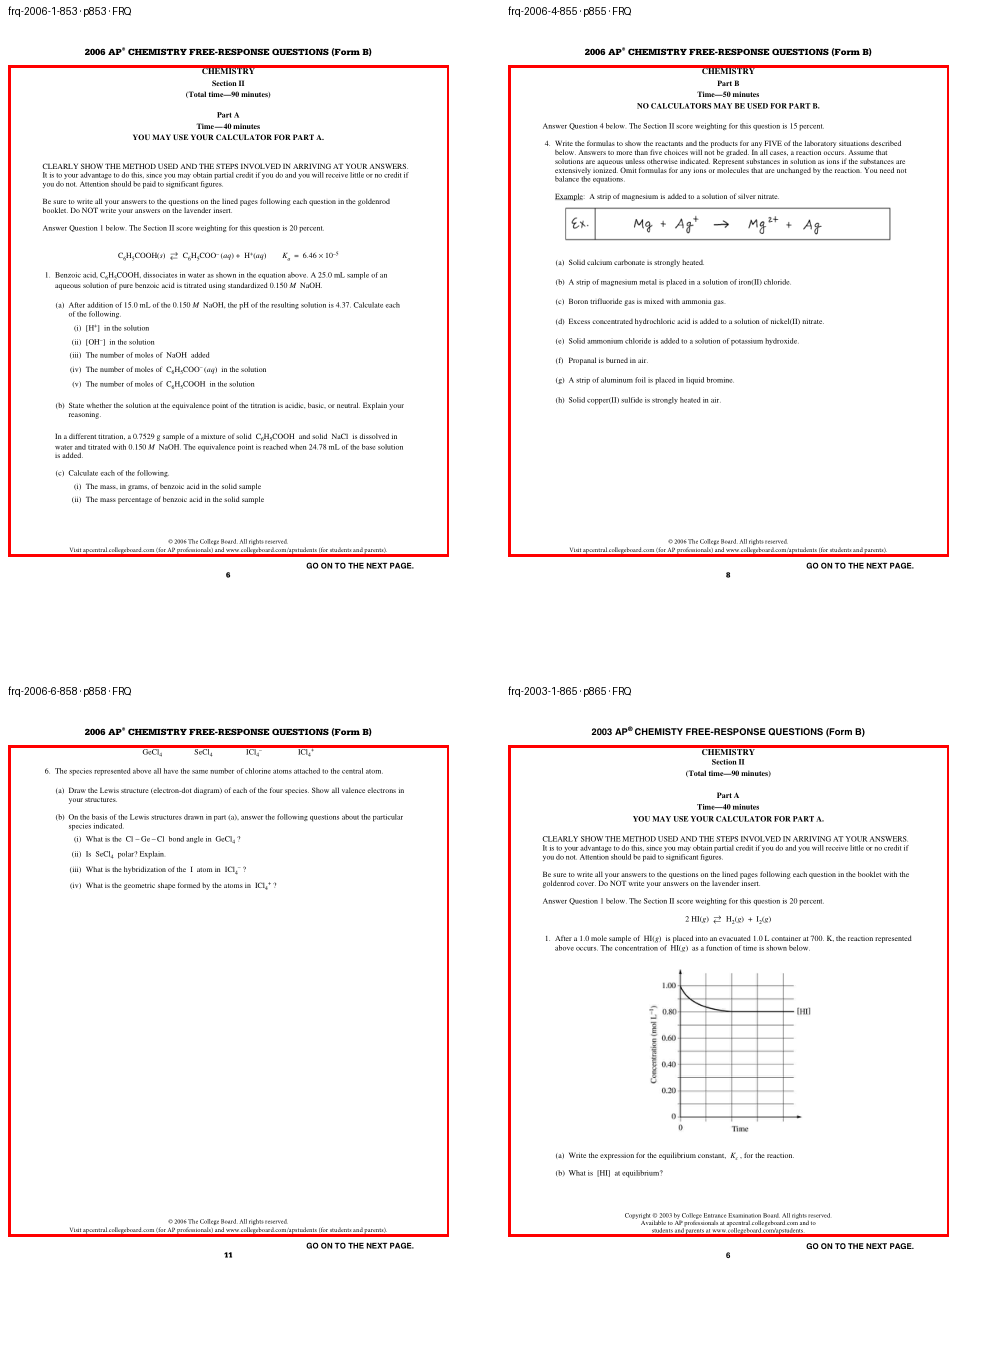 frq-2006-1-853 · p853 · FRQ
2006 AP® CHEMISTRY FREE-RESPONSE QUESTIONS (Form B)
CHEMISTRY
Section II
(Total time—90 minutes)
Part A
Time—40 minutes
YOU MAY USE YOUR CALCULATOR FOR PART A.
CLEARLY SHOW THE METHOD USED AND THE STEPS INVOLVED IN ARRIVING AT YOUR ANSWERS.
It is to your advantage to do this, since you may obtain partial credit if you do and you will receive little or no credit if
you do not. Attention should be paid to significant figures.
Be sure to write all your answers to the questions on the lined pages following each question in the goldenrod
booklet. Do NOT write your answers on the lavender insert.
Answer Question 1 below. The Section II score weighting for this question is 20 percent.
C₆H₅COOH(s) ⇄ C₆H₅COO⁻(aq) + H⁺(aq) Kₐ = 6.46 × 10⁻⁵
1. Benzoic acid, C₆H₅COOH, dissociates in water as shown in the equation above. A 25.0 mL sample of an
aqueous solution of pure benzoic acid is titrated using standardized 0.150 M NaOH.
(a) After addition of 15.0 mL of the 0.150 M NaOH, the pH of the resulting solution is 4.37. Calculate each
of the following.
(i) [H⁺] in the solution
(ii) [OH⁻] in the solution
(iii) The number of moles of NaOH added
(iv) The number of moles of C₆H₅COO⁻(aq) in the solution
(v) The number of moles of C₆H₅COOH in the solution
(b) State whether the solution at the equivalence point of the titration is acidic, basic, or neutral. Explain your
reasoning.
In a different titration, a 0.7529 g sample of a mixture of solid C₆H₅COOH and solid NaCl is dissolved in
water and titrated with 0.150 M NaOH. The equivalence point is reached when 24.78 mL of the base solution
is added.
(c) Calculate each of the following.
(i) The mass, in grams, of benzoic acid in the solid sample
(ii) The mass percentage of benzoic acid in the solid sample
© 2006 The College Board. All rights reserved.
Visit apcentral.collegeboard.com (for AP professionals) and www.collegeboard.com/apstudents (for students and parents).
GO ON TO THE NEXT PAGE.
6
frq-2006-4-855 · p855 · FRQ
2006 AP® CHEMISTRY FREE-RESPONSE QUESTIONS (Form B)
CHEMISTRY
Part B
Time—50 minutes
NO CALCULATORS MAY BE USED FOR PART B.
Answer Question 4 below. The Section II score weighting for this question is 15 percent.
4. Write the formulas to show the reactants and the products for any FIVE of the laboratory situations described
below. Answers to more than five choices will not be graded. In all cases, a reaction occurs. Assume that
solutions are aqueous unless otherwise indicated. Represent substances in solution as ions if the substances are
extensively ionized. Omit formulas for any ions or molecules that are unchanged by the reaction. You need not
balance the equations.
Example: A strip of magnesium is added to a solution of silver nitrate.
Ex. Mg + Ag⁺ → Mg²⁺ + Ag
(a) Solid calcium carbonate is strongly heated.
(b) A strip of magnesium metal is placed in a solution of iron(II) chloride.
(c) Boron trifluoride gas is mixed with ammonia gas.
(d) Excess concentrated hydrochloric acid is added to a solution of nickel(II) nitrate.
(e) Solid ammonium chloride is added to a solution of potassium hydroxide.
(f) Propanal is burned in air.
(g) A strip of aluminum foil is placed in liquid bromine.
(h) Solid copper(II) sulfide is strongly heated in air.
© 2006 The College Board. All rights reserved.
Visit apcentral.collegeboard.com (for AP professionals) and www.collegeboard.com/apstudents (for students and parents).
GO ON TO THE NEXT PAGE.
8
frq-2006-6-858 · p858 · FRQ
2006 AP® CHEMISTRY FREE-RESPONSE QUESTIONS (Form B)
GeCl₄ SeCl₄ ICl₄⁻ ICl₄⁺
6. The species represented above all have the same number of chlorine atoms attached to the central atom.
(a) Draw the Lewis structure (electron-dot diagram) of each of the four species. Show all valence electrons in
your structures.
(b) On the basis of the Lewis structures drawn in part (a), answer the following questions about the particular
species indicated.
(i) What is the Cl – Ge – Cl bond angle in GeCl₄ ?
(ii) Is SeCl₄ polar? Explain.
(iii) What is the hybridization of the I atom in ICl₄⁻ ?
(iv) What is the geometric shape formed by the atoms in ICl₄⁺ ?
© 2006 The College Board. All rights reserved.
Visit apcentral.collegeboard.com (for AP professionals) and www.collegeboard.com/apstudents (for students and parents).
GO ON TO THE NEXT PAGE.
11
frq-2003-1-865 · p865 · FRQ
2003 AP® CHEMISTY FREE-RESPONSE QUESTIONS (Form B)
CHEMISTRY
Section II
(Total time—90 minutes)
Part A
Time—40 minutes
YOU MAY USE YOUR CALCULATOR FOR PART A.
CLEARLY SHOW THE METHOD USED AND THE STEPS INVOLVED IN ARRIVING AT YOUR ANSWERS.
It is to your advantage to do this, since you may obtain partial credit if you do and you will receive little or no credit if
you do not. Attention should be paid to significant figures.
Be sure to write all your answers to the questions on the lined pages following each question in the booklet with the
goldenrod cover. Do NOT write your answers on the lavender insert.
Answer Question 1 below. The Section II score weighting for this question is 20 percent.
2 HI(g) ⇄ H₂(g) + I₂(g)
1. After a 1.0 mole sample of HI(g) is placed into an evacuated 1.0 L container at 700. K, the reaction represented
above occurs. The concentration of HI(g) as a function of time is shown below.
Concentration (mol L⁻¹)
1.00
0.80
0.60
0.40
0.20
0
[HI]
0
Time
(a) Write the expression for the equilibrium constant, K꜀ , for the reaction.
(b) What is [HI] at equilibrium?
Copyright © 2003 by College Entrance Examination Board. All rights reserved.
Available to AP professionals at apcentral.collegeboard.com and to
students and parents at www.collegeboard.com/apstudents.
GO ON TO THE NEXT PAGE.
6